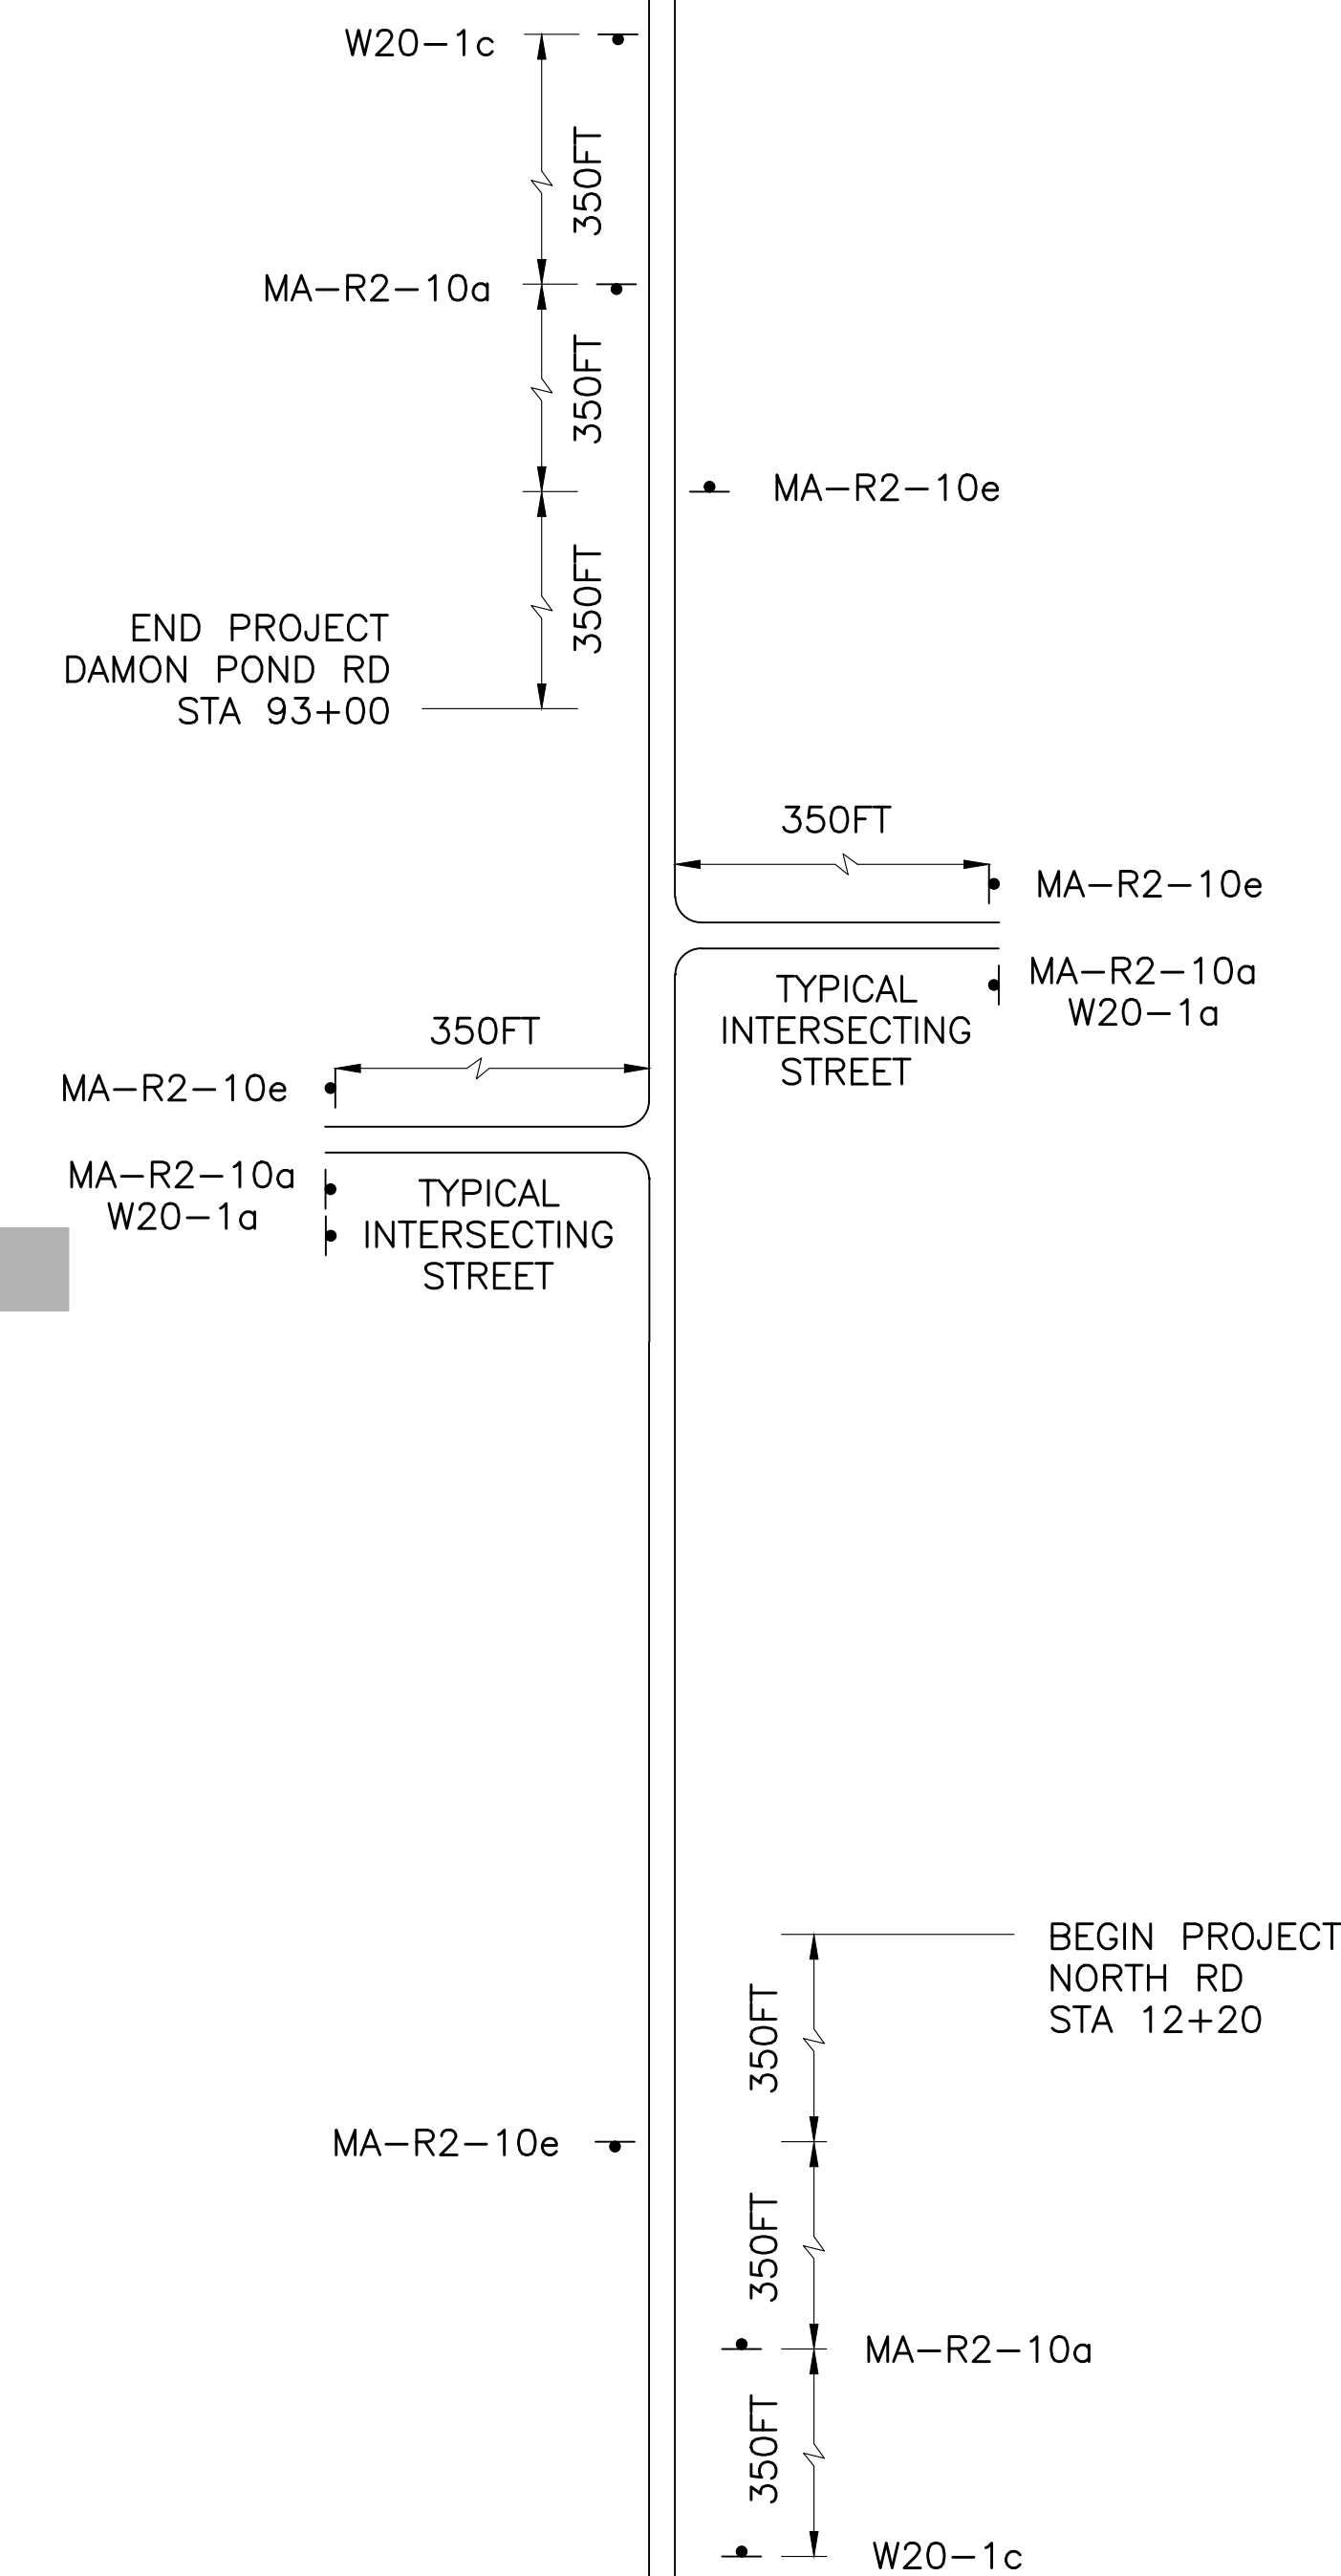 W20-1c
350FT
MA-R2-10a
350FT
MA-R2-10e
350FT
END PROJECT
DAMON POND RD
STA 93+00
350FT
MA-R2-10e
MA-R2-10a
W20-1a
TYPICAL
INTERSECTING
STREET
350FT
MA-R2-10e
MA-R2-10a
W20-1a
TYPICAL
INTERSECTING
STREET
BEGIN PROJECT
NORTH RD
STA 12+20
350FT
MA-R2-10e
350FT
MA-R2-10a
350FT
W20-1c